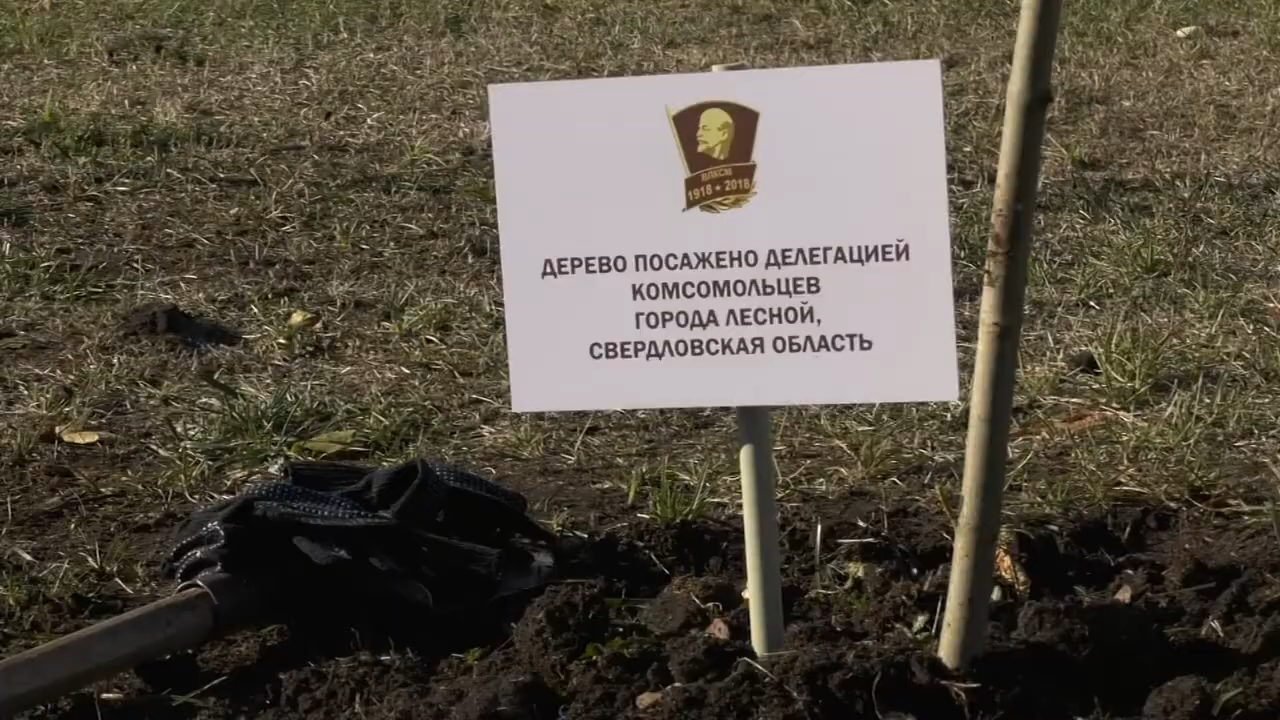 ВЛКСМ
1918 ★ 2018
ДЕРЕВО ПОСАЖЕНО ДЕЛЕГАЦИЕЙ
КОМСОМОЛЬЦЕВ
ГОРОДА ЛЕСНОЙ,
СВЕРДЛОВСКАЯ ОБЛАСТЬ